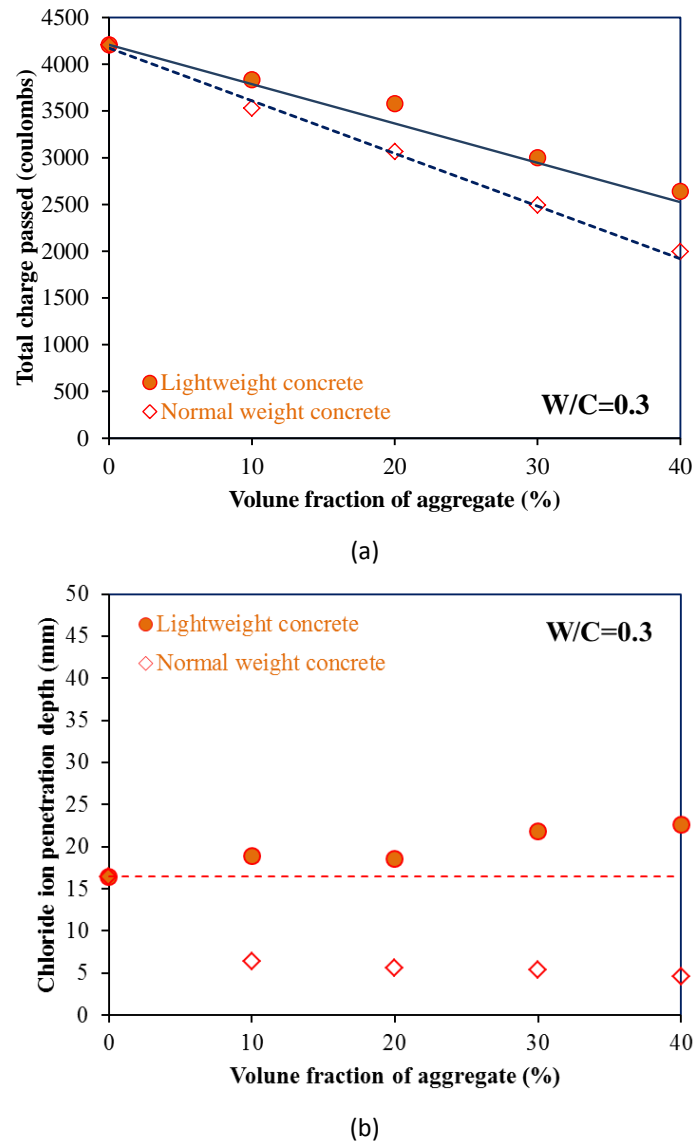 4500
4000
3500
3000
2500
2000
1500
1000
500
0
Total charge passed (coulombs)
Lightweight concrete
Normal weight concrete
W/C=0.3
0 10 20 30 40
Volune fraction of aggregate (%)
(a)
50
45
40
35
30
25
20
15
10
5
0
Chloride ion penetration depth (mm)
Lightweight concrete
Normal weight concrete
W/C=0.3
0 10 20 30 40
Volune fraction of aggregate (%)
(b)